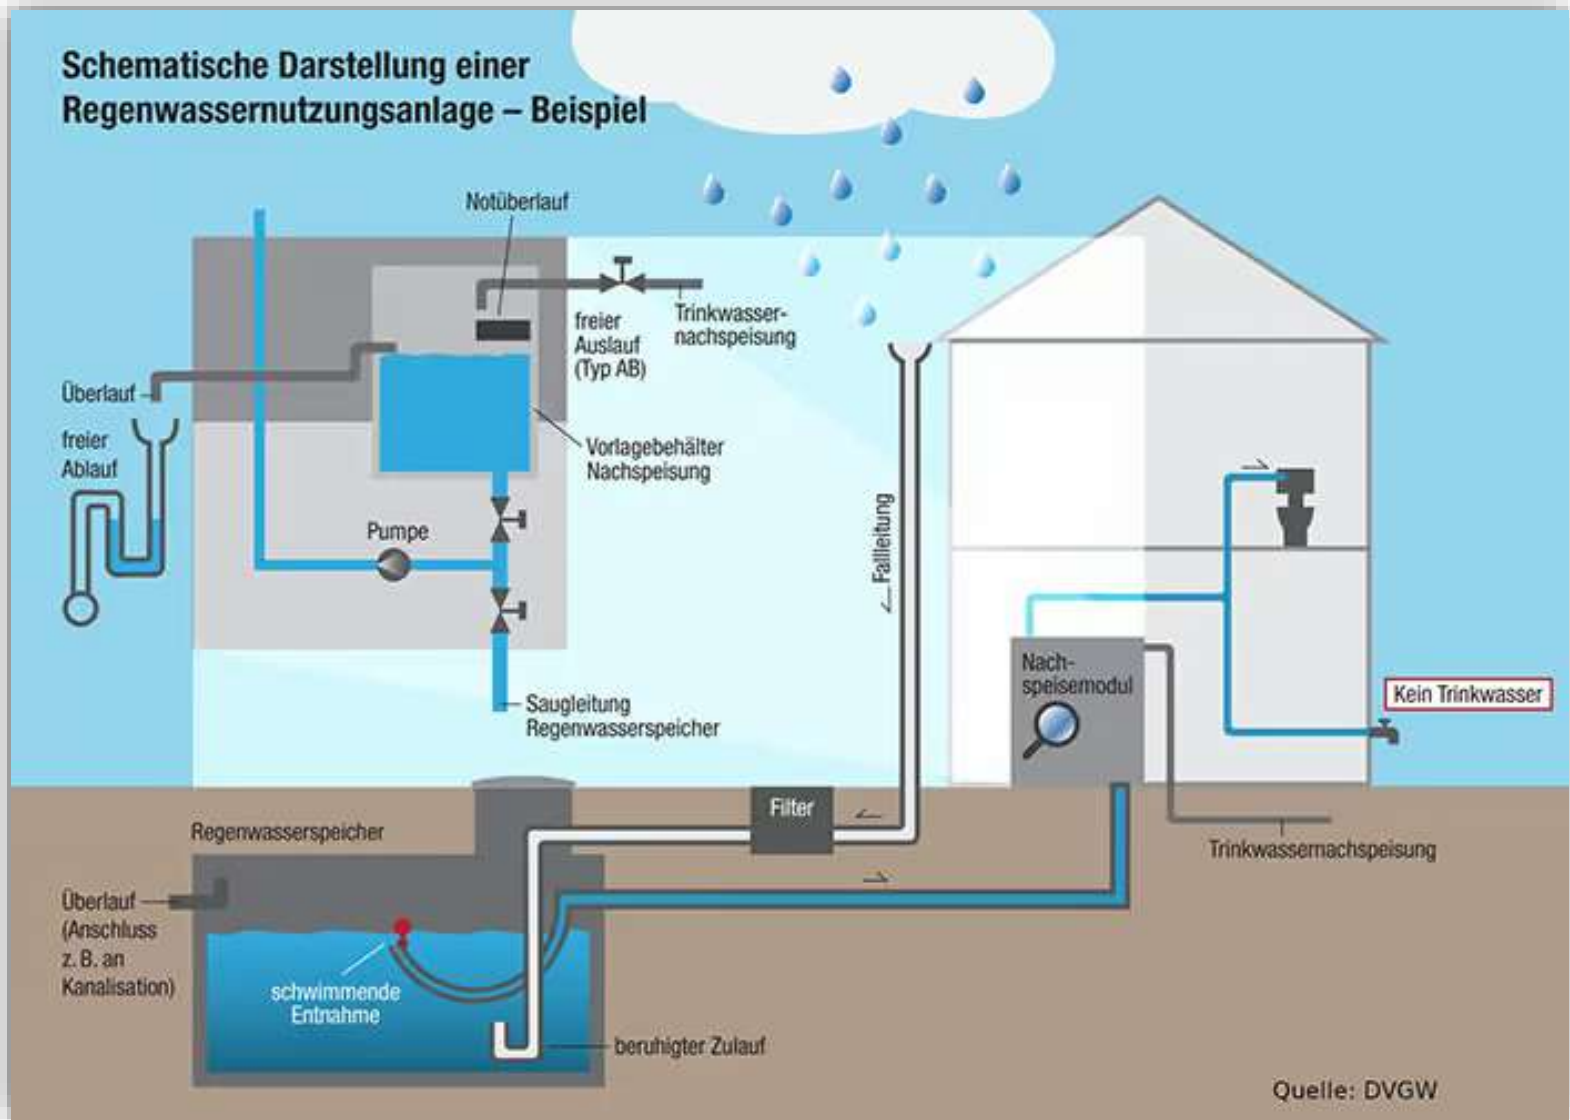 Schematische Darstellung einer
Regenwassernutzungsanlage – Beispiel
Notüberlauf
Trinkwasser-
nachspeisung
freier
Auslauf
(Typ AB)
Überlauf
freier
Ablauf
Vorlagebehälter
Nachspeisung
Pumpe
Fallleitung
Saugleitung
Regenwasserspeicher
Nach-
speisemodul
Kein Trinkwasser
Filter
Regenwasserspeicher
Trinkwassernachspeisung
Überlauf
(Anschluss
z. B. an
Kanalisation)
schwimmende
Entnahme
beruhigter Zulauf
Quelle: DVGW